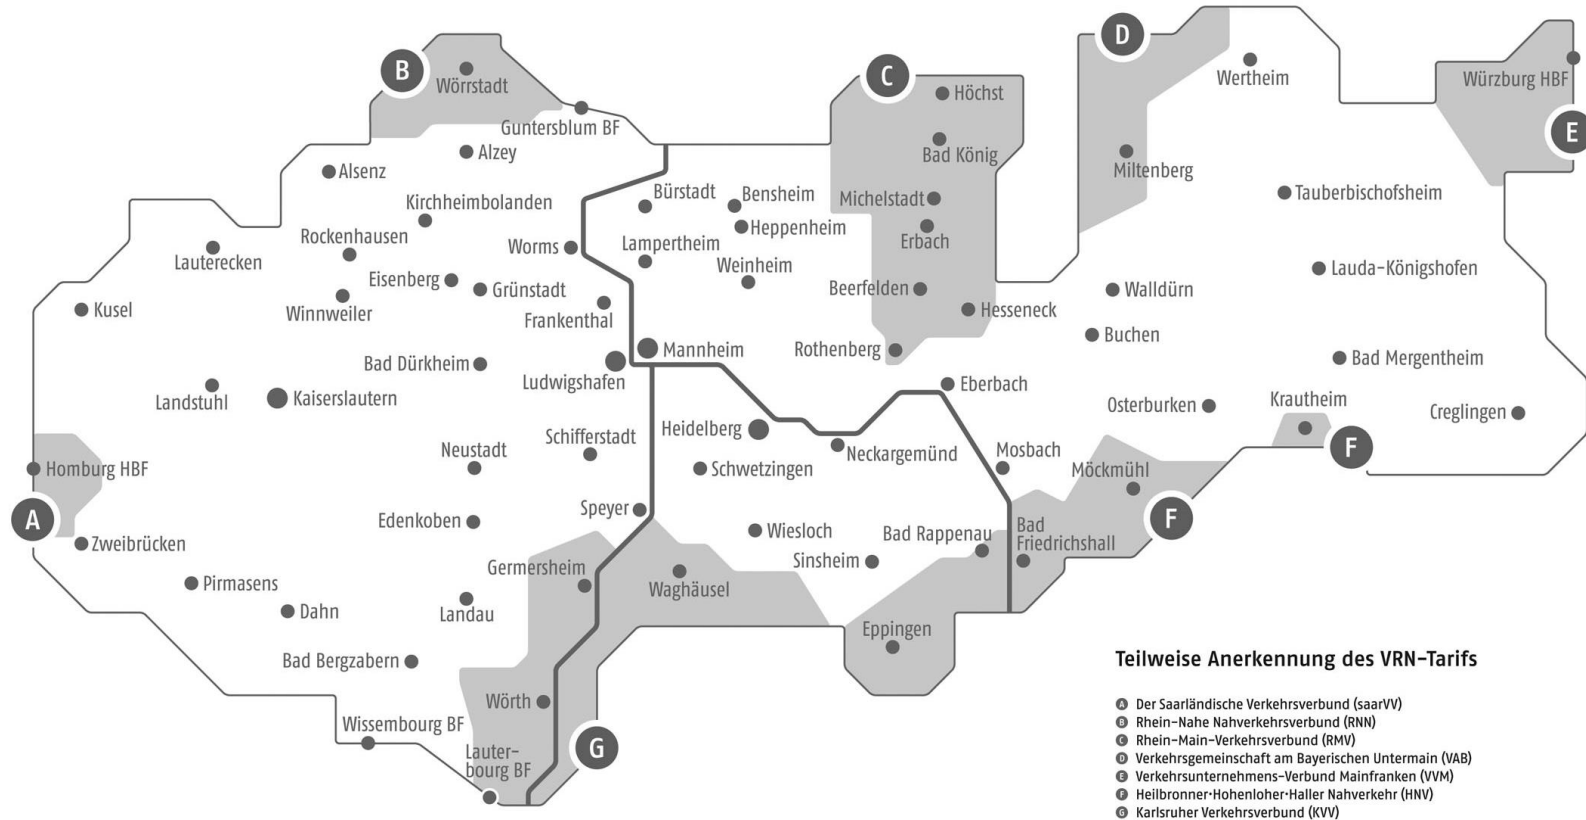 B
Wörrstadt
Guntersblum BF
Alzey
Alsenz
Kirchheimbolanden
Rockenhausen
Worms
Lauterecken
Eisenberg
Grünstadt
Kusel
Winnweiler
Frankenthal
Bad Dürkheim
Ludwigshafen
Landstuhl
Kaiserslautern
Schifferstadt
Neustadt
Homburg HBF
A
Speyer
Edenkoben
Zweibrücken
Germersheim
Pirmasens
Dahn
Landau
Bad Bergzabern
Wörth
Wissembourg BF
Lauter-
bourg BF
G
C
Höchst
Bad König
Bürstadt
Bensheim
Michelstadt
Heppenheim
Erbach
Lampertheim
Weinheim
Beerfelden
Hesseneck
Mannheim
Rothenberg
Eberbach
Heidelberg
Neckargemünd
Schwetzingen
Mosbach
Wiesloch
Bad Rappenau
Sinsheim
Bad
Friedrichshall
Waghäusel
Eppingen
D
Wertheim
Würzburg HBF
E
Miltenberg
Tauberbischofsheim
Lauda-Königshofen
Walldürn
Buchen
Bad Mergentheim
Osterburken
Krautheim
Creglingen
F
Möckmühl
F
Teilweise Anerkennung des VRN-Tarifs
A Der Saarländische Verkehrsverbund (saarVV)
B Rhein-Nahe Nahverkehrsverbund (RNN)
C Rhein-Main-Verkehrsverbund (RMV)
D Verkehrsgemeinschaft am Bayerischen Untermain (VAB)
E Verkehrsunternehmens-Verbund Mainfranken (VVM)
F Heilbronner·Hohenloher·Haller Nahverkehr (HNV)
G Karlsruher Verkehrsverbund (KVV)